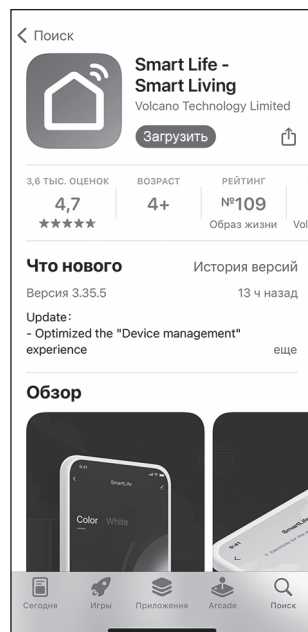 Поиск
Smart Life -
Smart Living
Volcano Technology Limited
Загрузить
3,6 ТЫС. ОЦЕНОК
ВОЗРАСТ
РЕЙТИНГ
4,7
4+
№109
★★★★★
Образ жизни
Vol
Что нового
История версий
Версия 3.35.5
13 ч назад
Update:
- Optimized the "Device management"
experience
еще
Обзор
9:41
SmartLife
Color White
9:41
SmartLife
Сегодня
Игры
Приложения
Arcade
Поиск